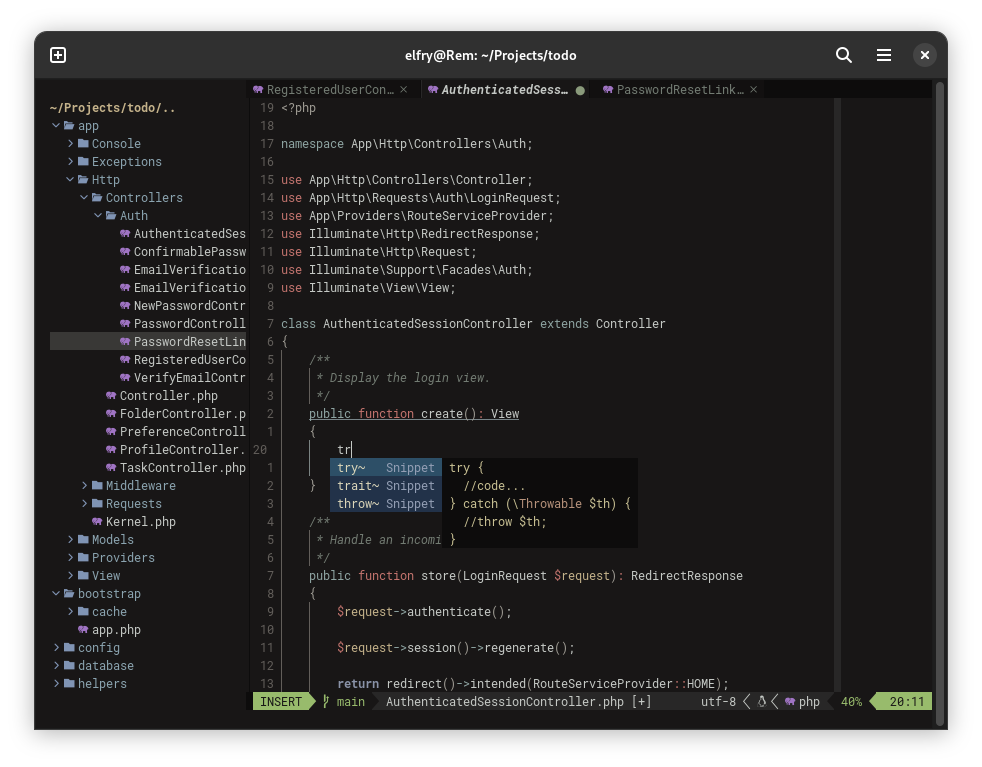 elfry@Rem: ~/Projects/todo
RegisteredUserCon… × AuthenticatedSess… ● PasswordResetLink… ×
~/Projects/todo/..
app
Console
Exceptions
Http
Controllers
Auth
AuthenticatedSes
ConfirmablePassw
EmailVerificatio
EmailVerificatio
NewPasswordContr
PasswordControll
PasswordResetLin
RegisteredUserCo
VerifyEmailContr
Controller.php
FolderController.p
PreferenceControll
ProfileController.
TaskController.php
Middleware
Requests
Kernel.php
Models
Providers
View
bootstrap
cache
app.php
config
database
helpers
19 <?php
18
17 namespace App\Http\Controllers\Auth;
16
15 use App\Http\Controllers\Controller;
14 use App\Http\Requests\Auth\LoginRequest;
13 use App\Providers\RouteServiceProvider;
12 use Illuminate\Http\RedirectResponse;
11 use Illuminate\Http\Request;
10 use Illuminate\Support\Facades\Auth;
9 use Illuminate\View\View;
8
7 class AuthenticatedSessionController extends Controller
6 {
5 /**
4 * Display the login view.
3 */
2 public function create(): View
1 {
20 tr
1 try~ Snippet try {
2 } trait~ Snippet //code...
3 throw~ Snippet } catch (\Throwable $th) {
4 /** //throw $th;
5 * Handle an incomi }
6 */
7 public function store(LoginRequest $request): RedirectResponse
8 {
9 $request->authenticate();
10
11 $request->session()->regenerate();
12
13 return redirect()->intended(RouteServiceProvider::HOME);
INSERT main AuthenticatedSessionController.php [+] utf-8 php 40% 20:11